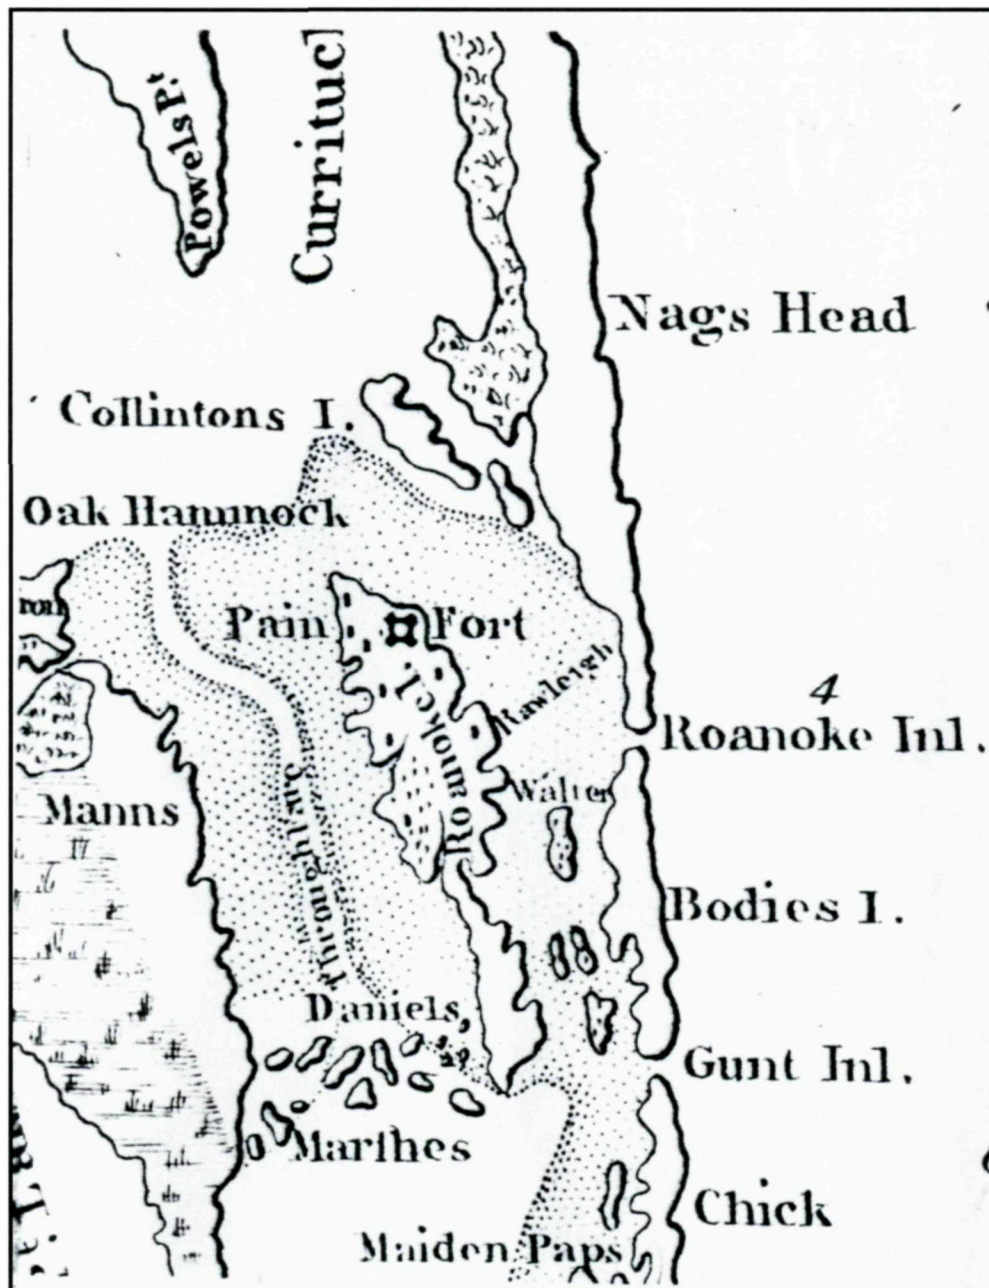 Powels Pt
Currituc
Nags Head
Collintons I.
Oak Hammock
Pain
Fort
Roanoke I.
Rawleigh
4
Roanoke Inl.
Manns
Walter
Bodies I.
Daniels,
Gunt Inl.
Marthes
Chick
Maiden Paps